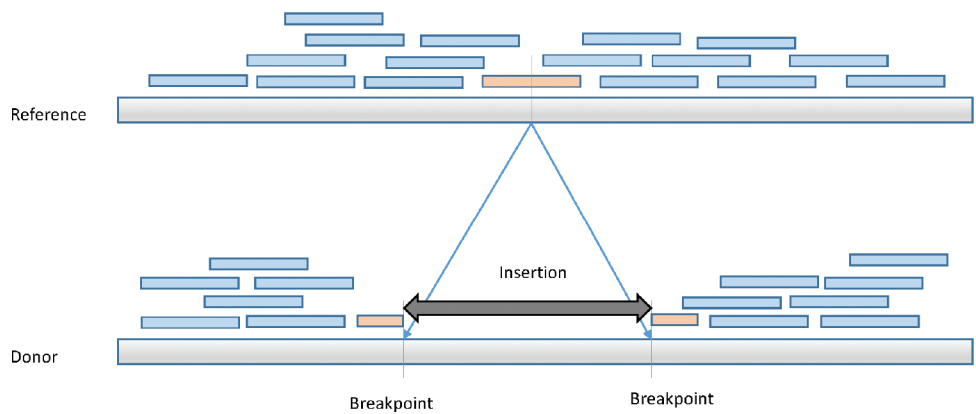 Reference
Insertion
Donor
Breakpoint
Breakpoint